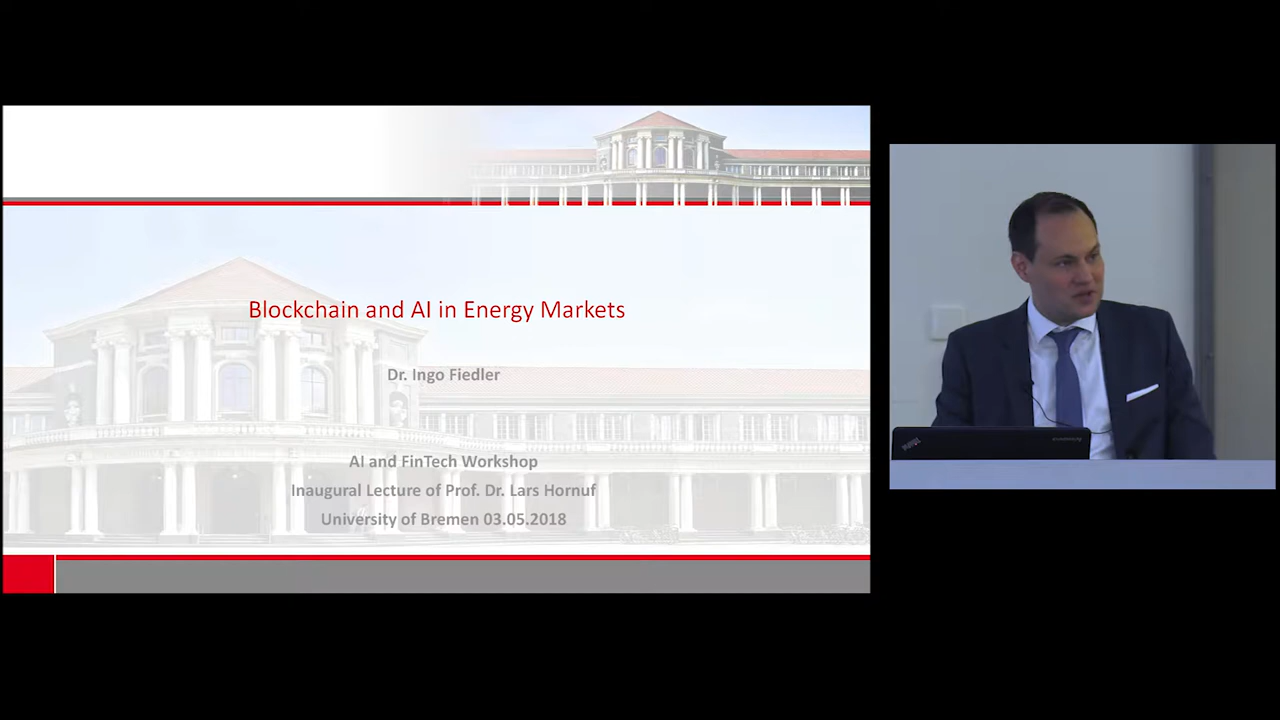 Blockchain and AI in Energy Markets
Dr. Ingo Fiedler
AI and FinTech Workshop
Inaugural Lecture of Prof. Dr. Lars Hornuf
University of Bremen 03.05.2018